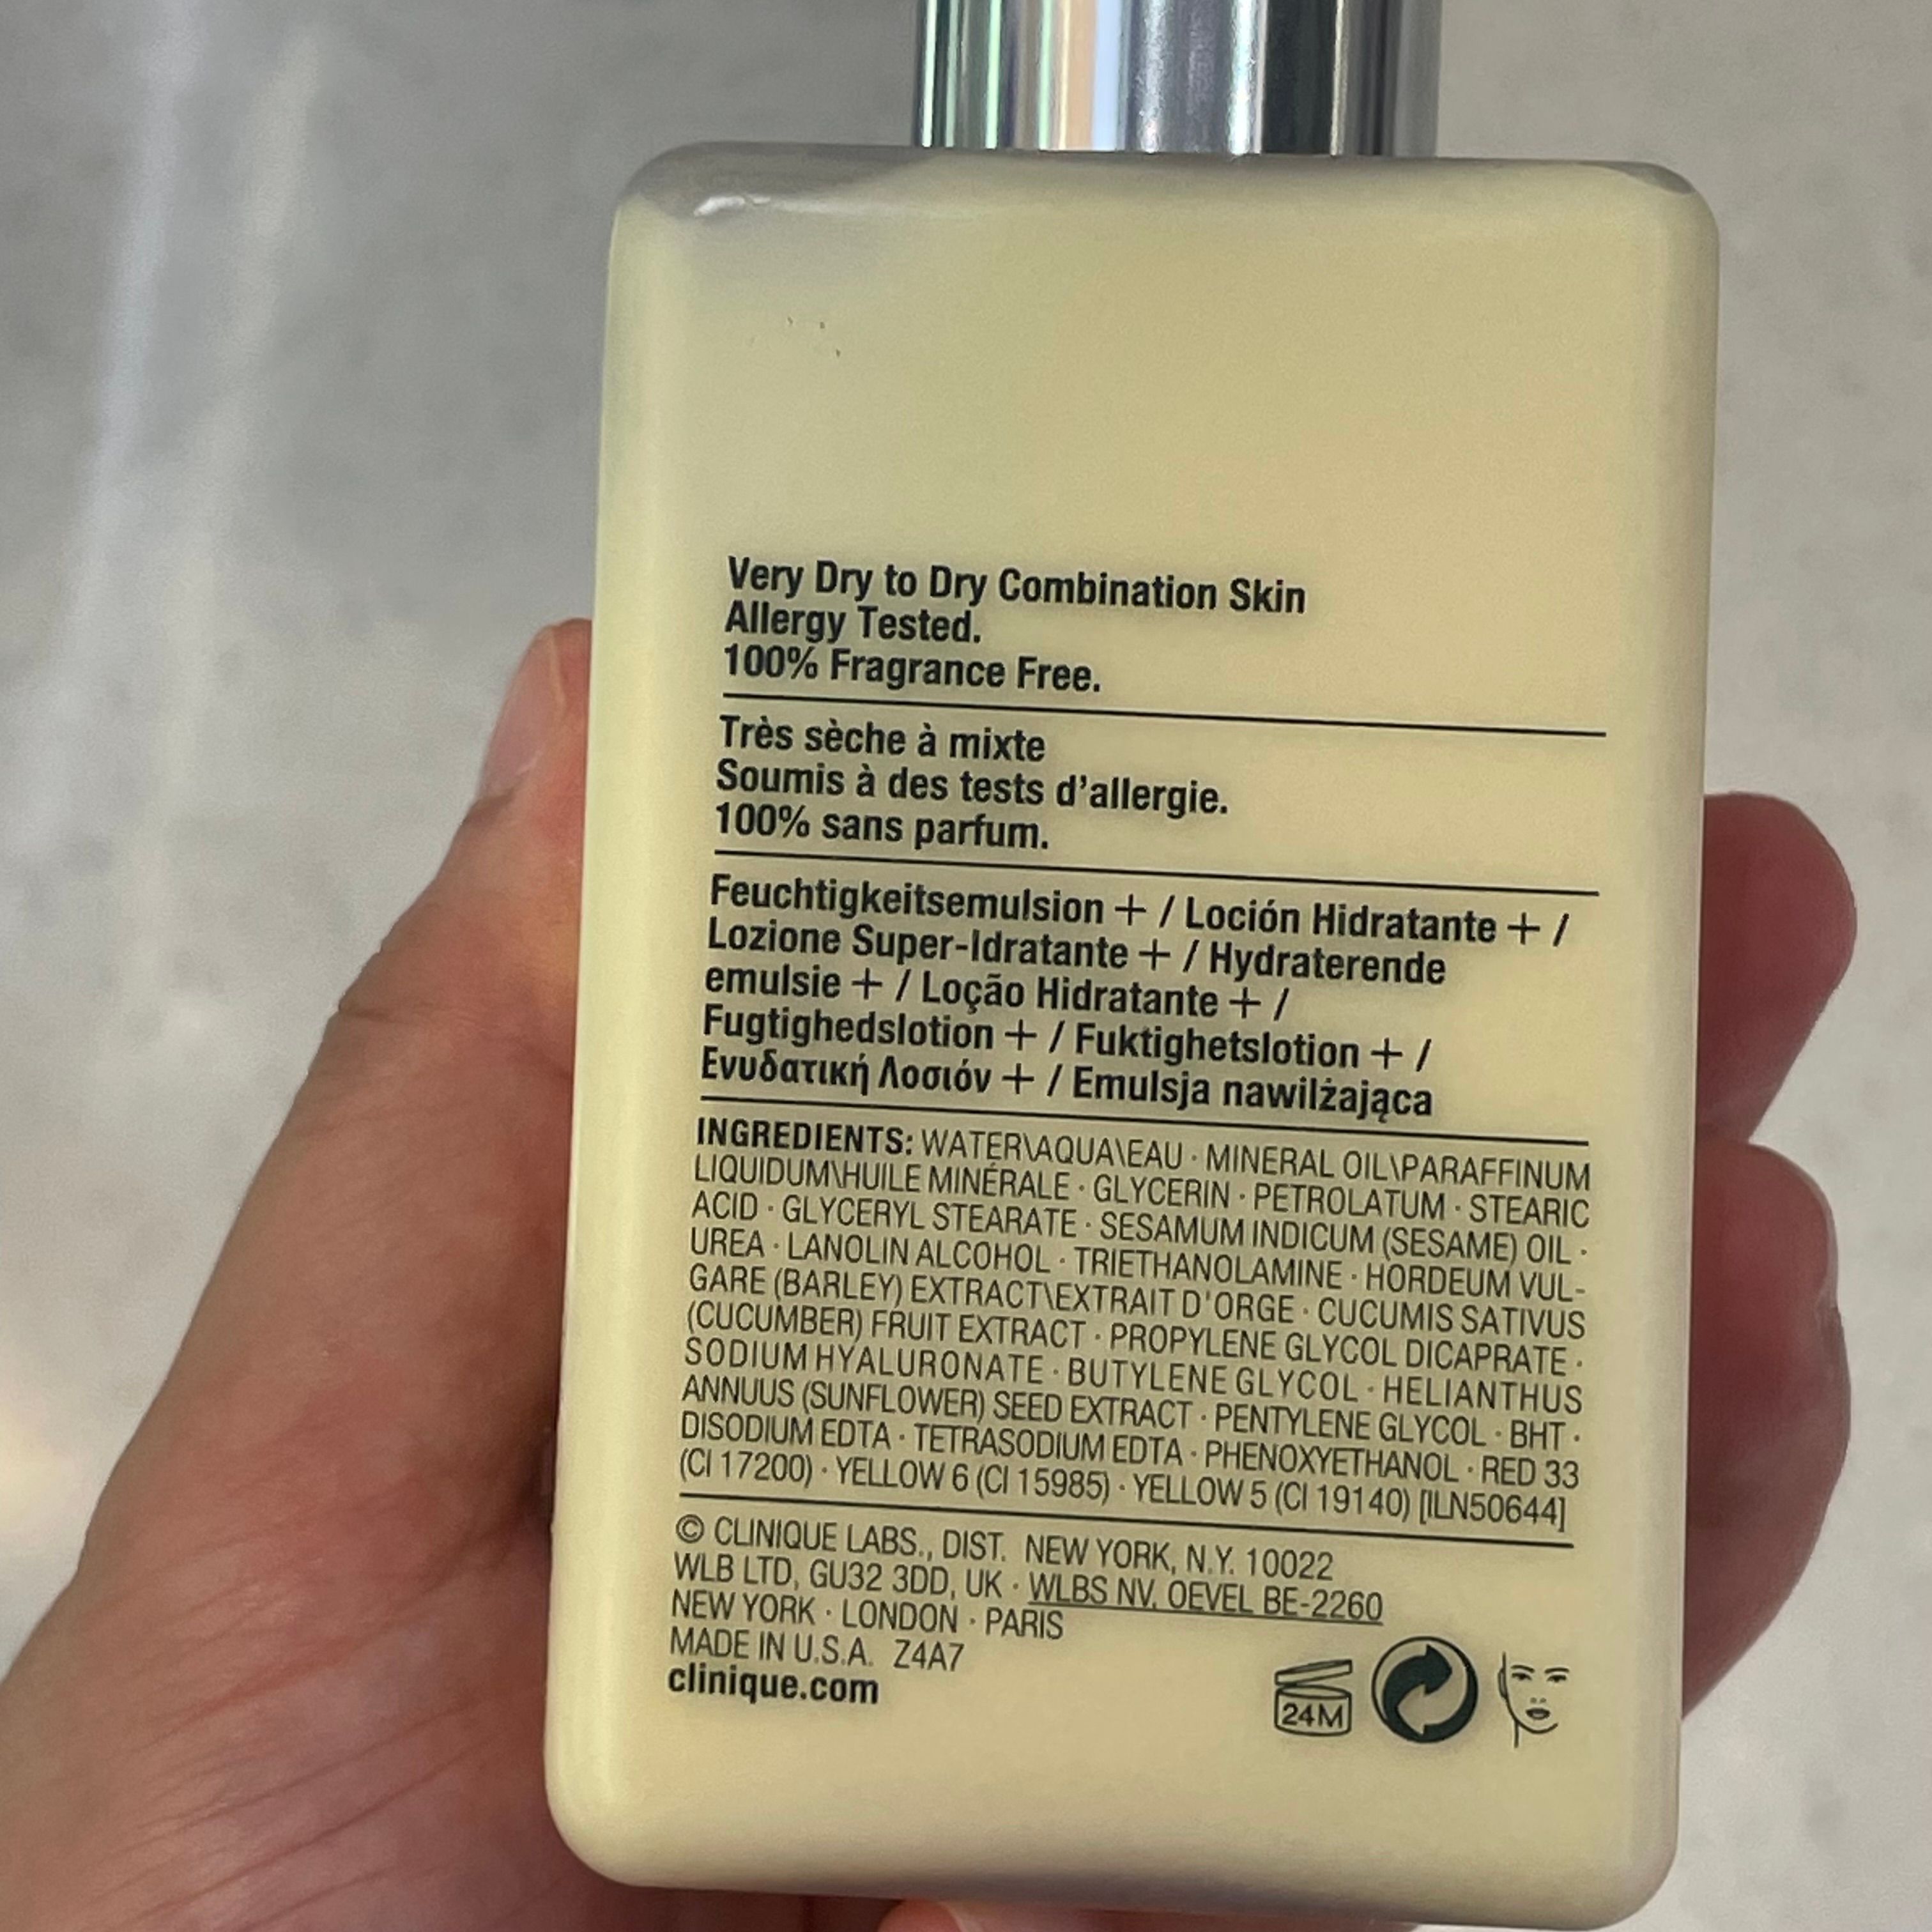 Very Dry to Dry Combination Skin
Allergy Tested.
100% Fragrance Free.
Très sèche à mixte
Soumis à des tests d'allergie.
100% sans parfum.
Feuchtigkeitsemulsion + / Loción Hidratante + /
Lozione Super-Idratante + / Hydraterende
emulsie + / Loção Hidratante + /
Fugtighedslotion + / Fuktighetslotion + /
Ενυδατική Λοσιόν + / Emulsja nawilżająca
INGREDIENTS: WATER\AQUA\EAU · MINERAL OIL\PARAFFINUM
LIQUIDUM\HUILE MINÉRALE · GLYCERIN · PETROLATUM · STEARIC
ACID · GLYCERYL STEARATE · SESAMUM INDICUM (SESAME) OIL ·
UREA · LANOLIN ALCOHOL · TRIETHANOLAMINE · HORDEUM VUL-
GARE (BARLEY) EXTRACT\EXTRAIT D'ORGE · CUCUMIS SATIVUS
(CUCUMBER) FRUIT EXTRACT · PROPYLENE GLYCOL DICAPRATE ·
SODIUM HYALURONATE · BUTYLENE GLYCOL · HELIANTHUS
ANNUUS (SUNFLOWER) SEED EXTRACT · PENTYLENE GLYCOL · BHT ·
DISODIUM EDTA · TETRASODIUM EDTA · PHENOXYETHANOL · RED 33
(CI 17200) · YELLOW 6 (CI 15985) · YELLOW 5 (CI 19140) [ILN50644]
© CLINIQUE LABS., DIST. NEW YORK, N.Y. 10022
WLB LTD, GU32 3DD, UK · WLBS NV, OEVEL BE-2260
NEW YORK · LONDON · PARIS
MADE IN U.S.A. Z4A7
clinique.com
24M